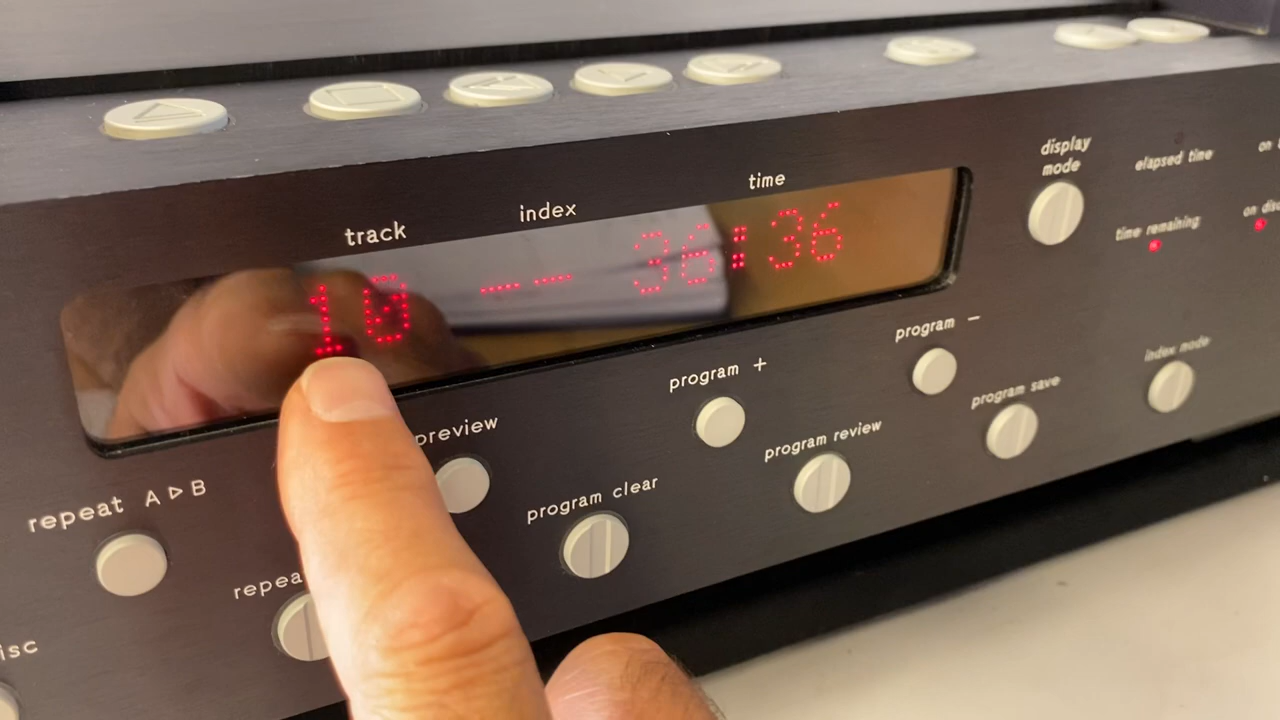 track index time
10 -- 36:36
display
mode
elapsed time
on
time remaining
on disc
preview
program +
program -
repeat A▷B
program clear
program review
program save
index mode
repea
isc